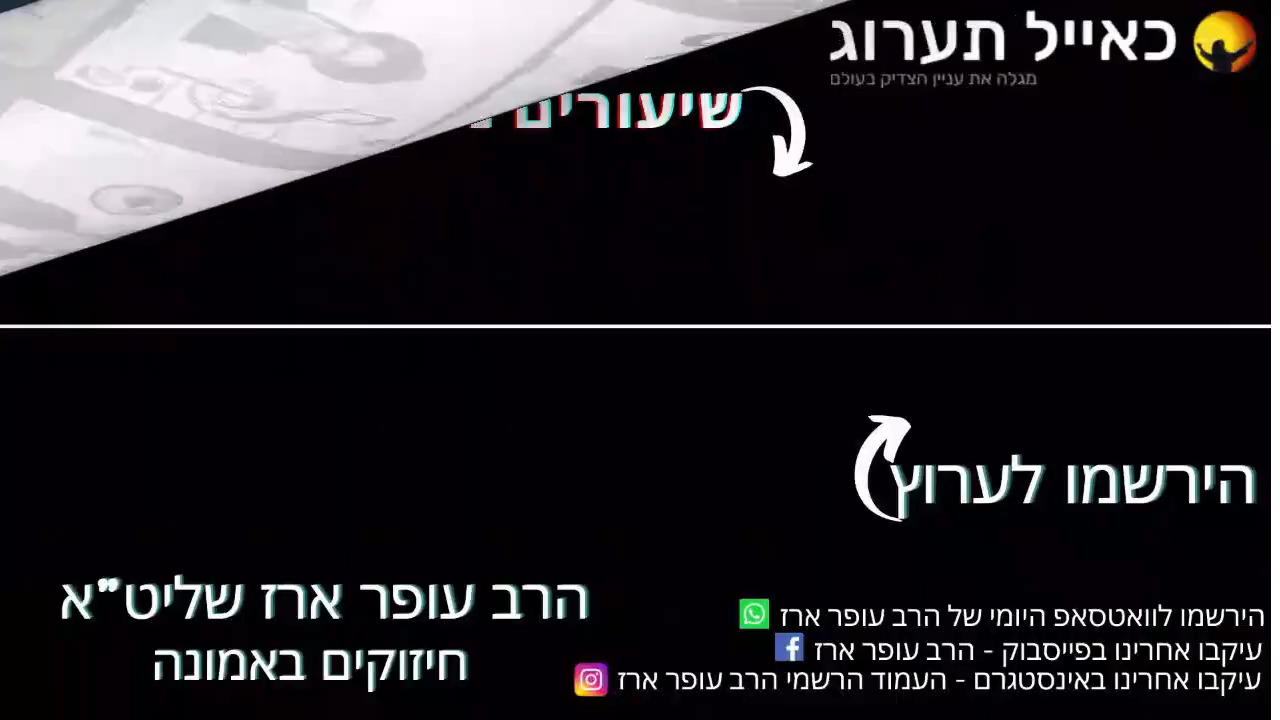 כאייל תערוג
מגלה את עניין הצדיק בעולם
שיעורים
הירשמו לערוץ
הרב עופר ארז שליט"א
חיזוקים באמונה
הירשמו לוואטסאפ היומי של הרב עופר ארז
עיקבו אחרינו בפייסבוק - הרב עופר ארז
עיקבו אחרינו באינסטגרם - העמוד הרשמי הרב עופר ארז